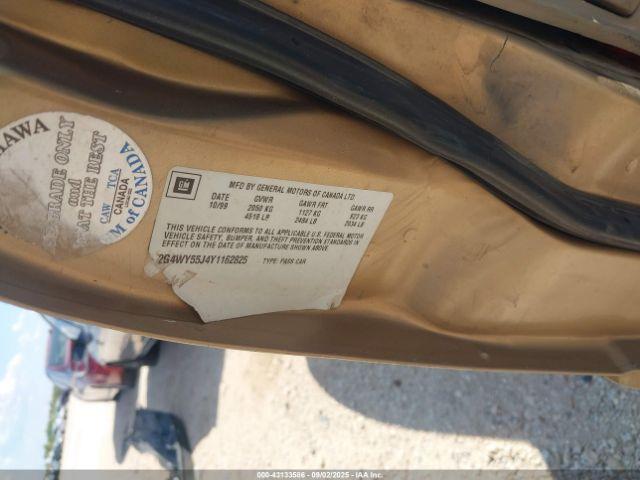 AWA
BLADE ONLY
and
AT THE BEST
CAW TCA
CANADA
M of CANADA
GM
MFD BY GENERAL MOTORS OF CANADA LTD
DATE GVWR GAWR FRT GAWR RR
10/99 2050 KG 1127 KG 923 KG
4519 LB 2484 LB 2034 LB
THIS VEHICLE CONFORMS TO ALL APPLICABLE U.S. FEDERAL MOTOR
VEHICLE SAFETY, BUMPER, AND THEFT PREVENTION STANDARDS IN
EFFECT ON THE DATE OF MANUFACTURE SHOWN ABOVE.
2G4WY55J4Y1162625 TYPE: PASS CAR
000-43133586 - 09/02/2025 - IAA Inc.